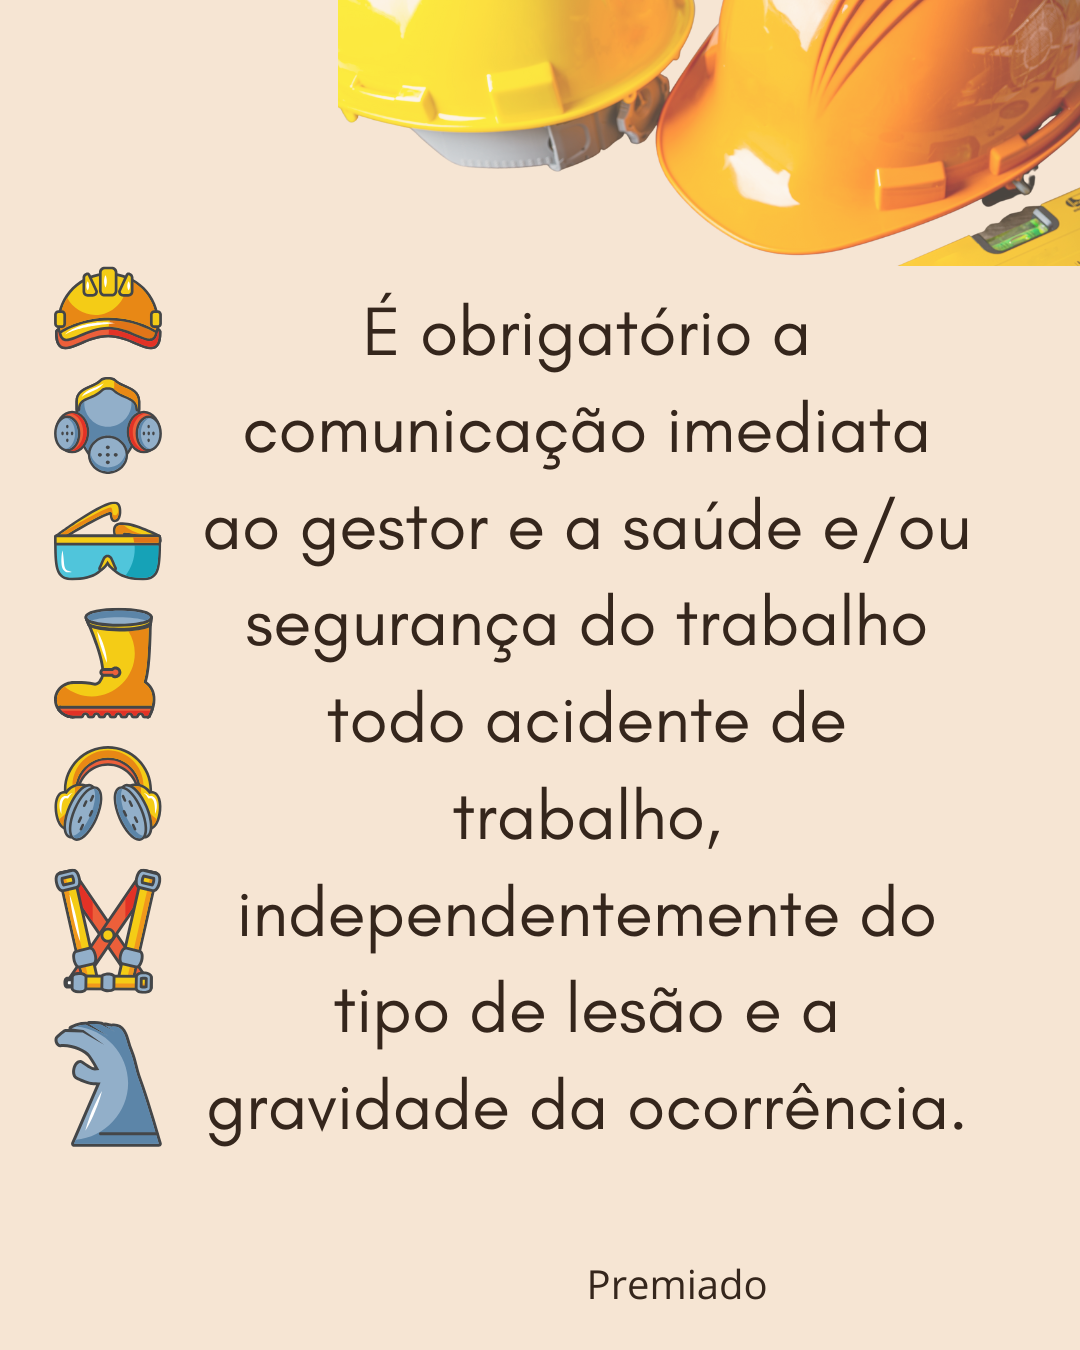 É obrigatório a
comunicação imediata
ao gestor e a saúde e/ou
segurança do trabalho
todo acidente de
trabalho,
independentemente do
tipo de lesão e a
gravidade da ocorrência.
Premiado